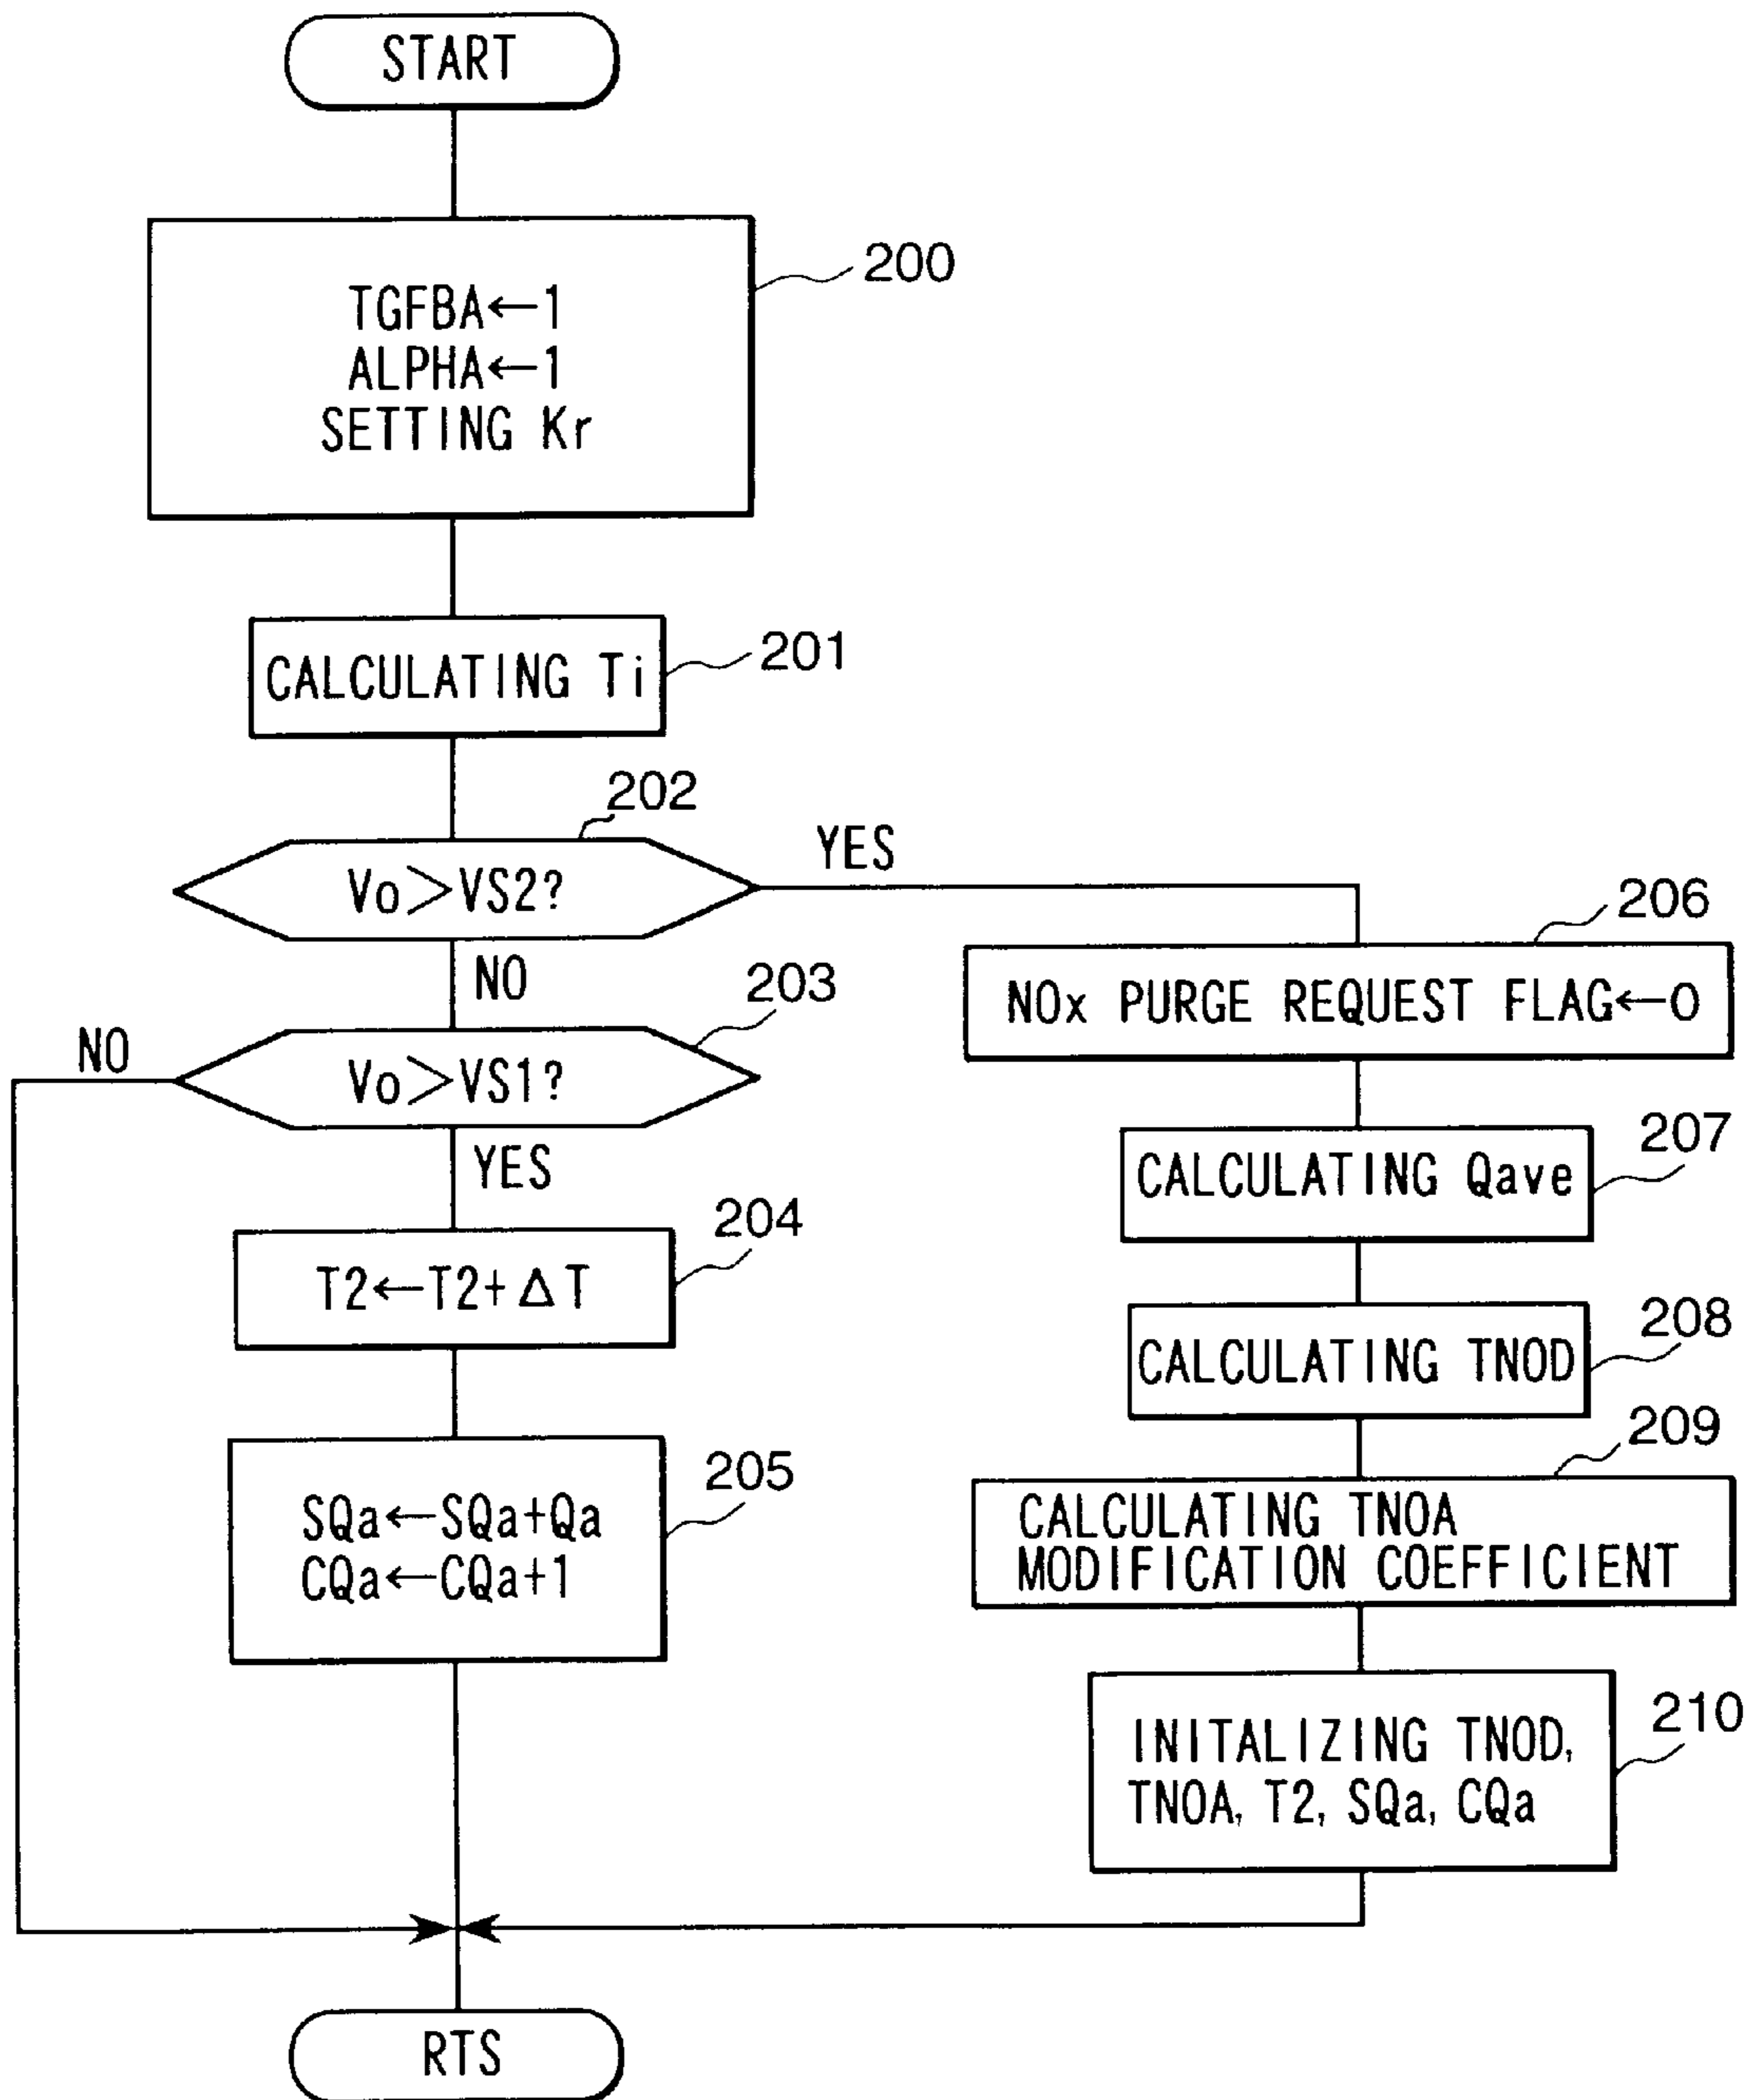 START
TGFBA←1
ALPHA←1
SETTING Kr
200
CALCULATING Ti
201
202
Vo>VS2?
YES
NO
203
Vo>VS1?
NO
YES
204
T2←T2+ΔT
205
SQa←SQa+Qa
CQa←CQa+1
206
NOx PURGE REQUEST FLAG←0
207
CALCULATING Qave
208
CALCULATING TNOD
209
CALCULATING TNOA
MODIFICATION COEFFICIENT
210
INITALIZING TNOD,
TNOA, T2, SQa, CQa
RTS